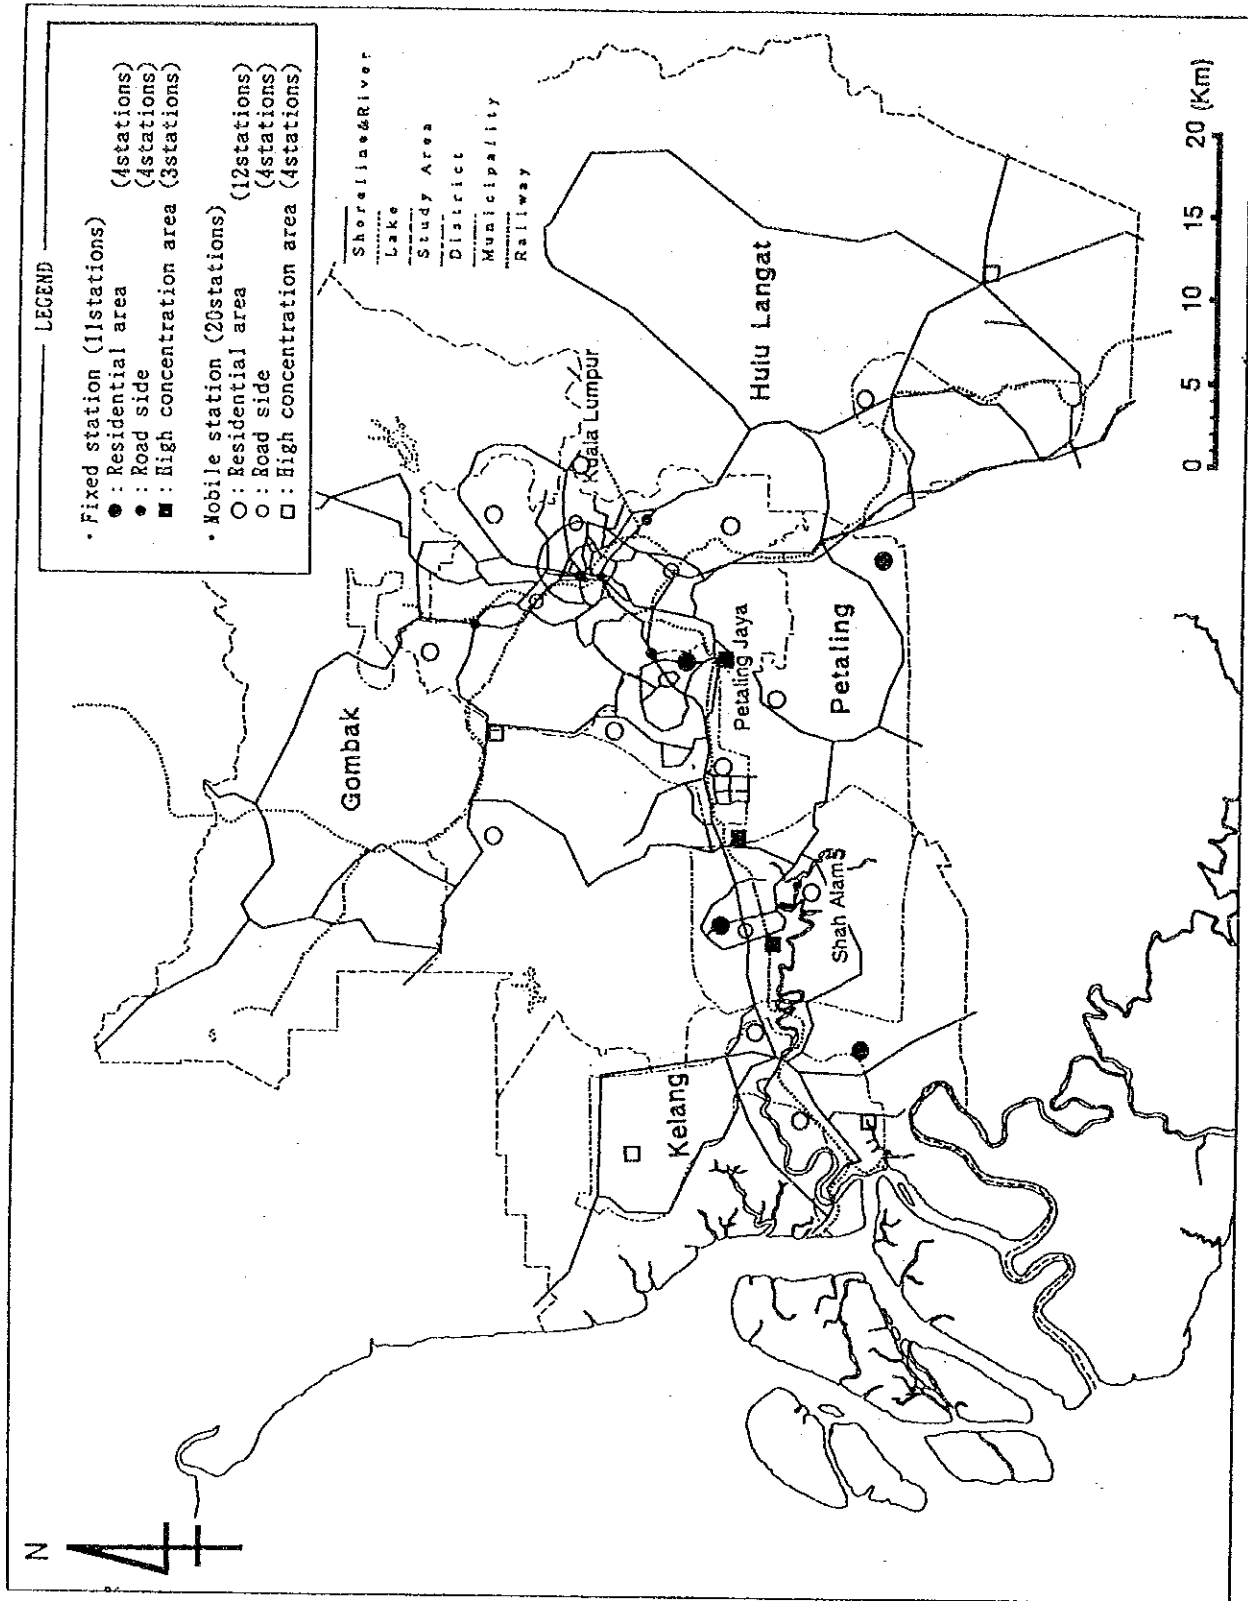 LEGEND
· Fixed station (11stations)
● : Residential area (4stations)
• : Road side (4stations)
■ : High concentration area (3stations)
· Mobile station (20stations)
○ : Residential area (12stations)
○ : Road side (4stations)
□ : High concentration area (4stations)
Shoreline&River
Lake
Study Area
District
Municipality
Railway
N
Gombak
Kuala Lumpur
Hulu Langat
Petaling Jaya
Petaling
Shah Alam
Kelang
0 5 10 15 20 (Km)